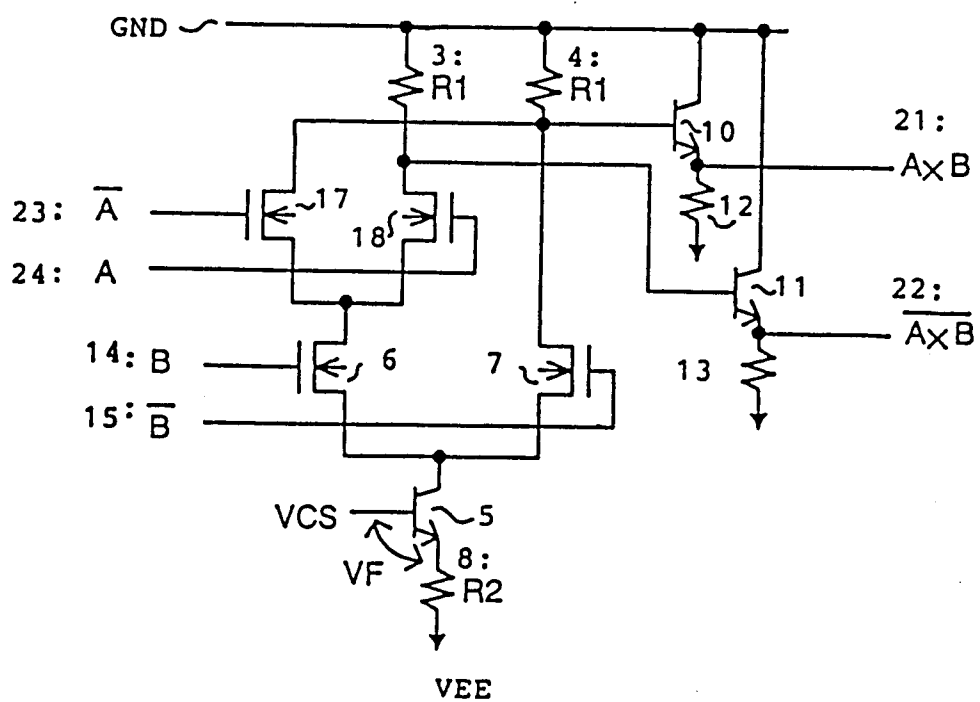 GND
3:
R1
4:
R1
10
21:
A×B
12
23: A̅
17
18
24: A
11
22:
A̅×̅B̅
14: B
6
7
13
15: B̅
VCS
5
VF
8:
R2
VEE